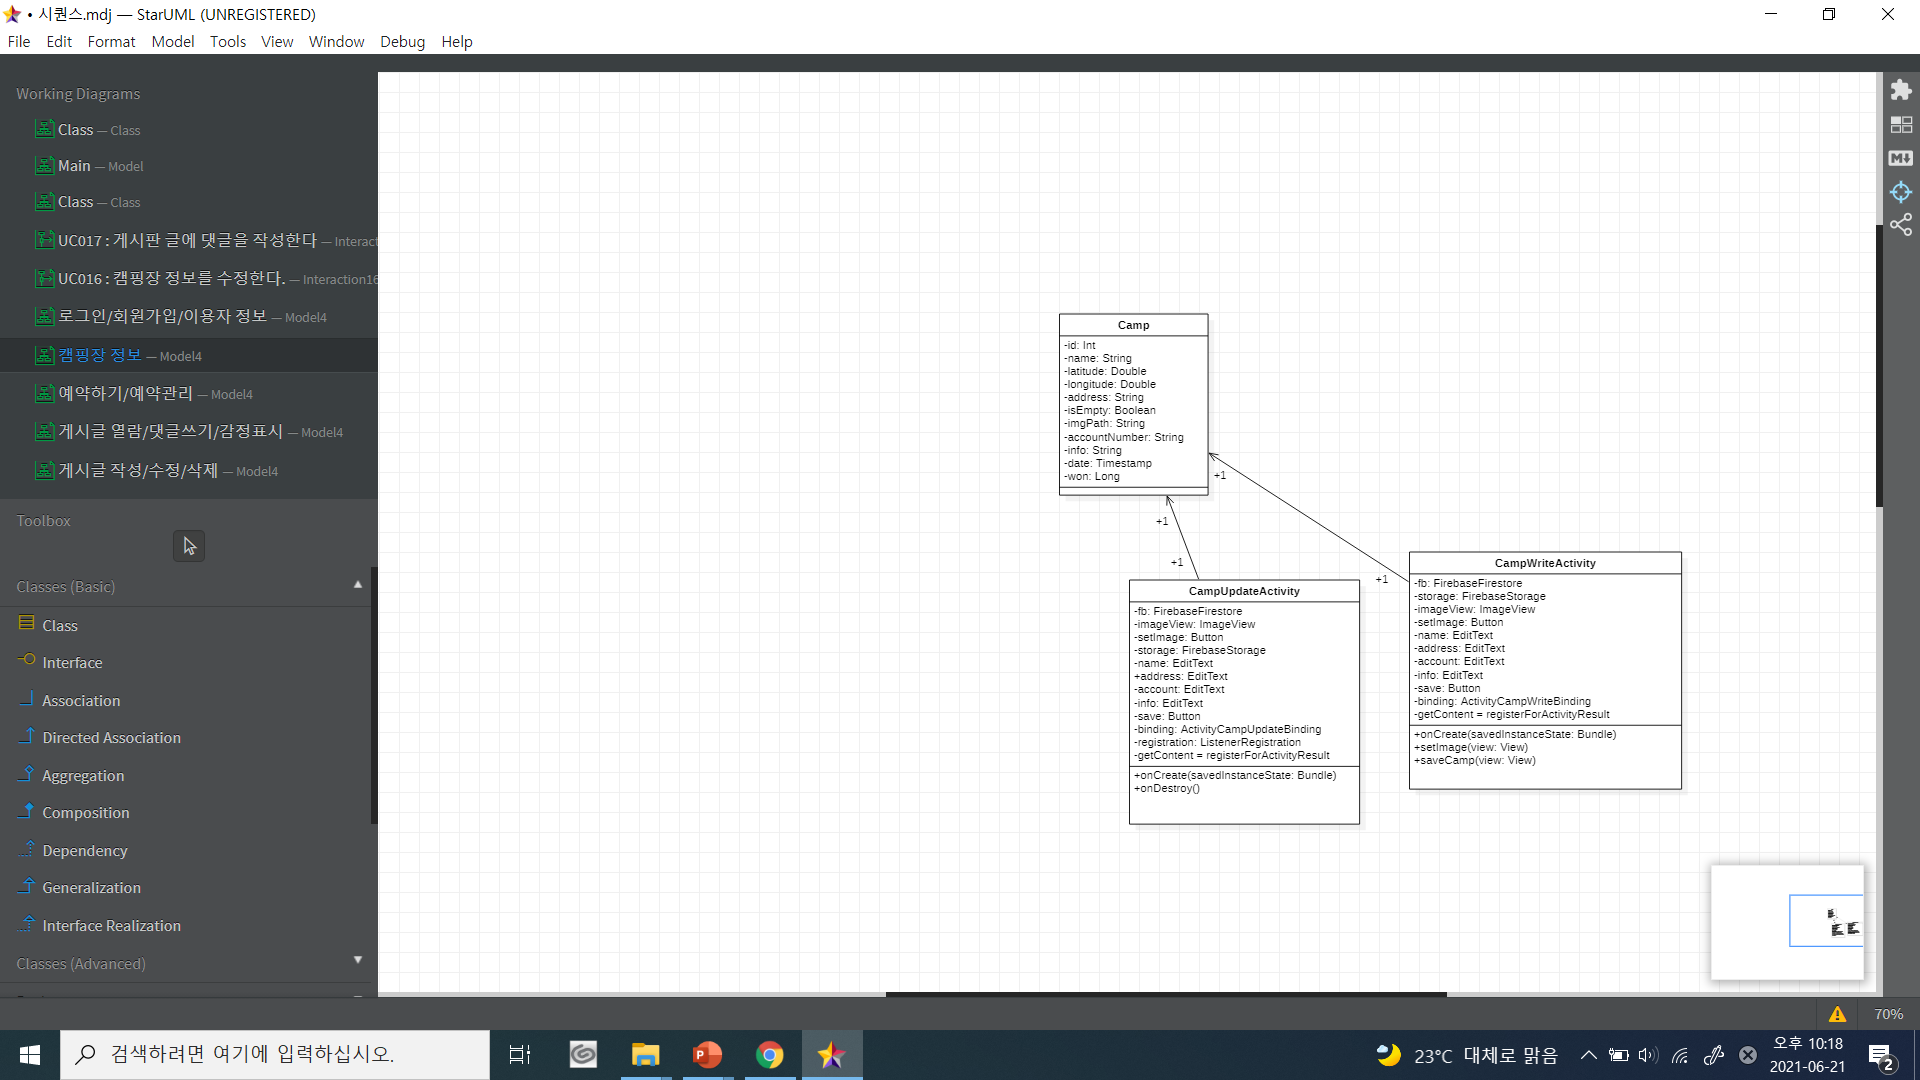 • 시퀀스.mdj — StarUML (UNREGISTERED)
File Edit Format Model Tools View Window Debug Help
Working Diagrams
Class — Class
Main — Model
Class — Class
UC017 : 게시판 글에 댓글을 작성한다 — Interact
UC016 : 캠핑장 정보를 수정한다. — Interaction16
로그인/회원가입/이용자 정보 — Model4
캠핑장 정보 — Model4
예약하기/예약관리 — Model4
게시글 열람/댓글쓰기/감정표시 — Model4
게시글 작성/수정/삭제 — Model4
Toolbox
Classes (Basic)
Class
Interface
Association
Directed Association
Aggregation
Composition
Dependency
Generalization
Interface Realization
Classes (Advanced)
Camp
-id: Int
-name: String
-latitude: Double
-longitude: Double
-address: String
-isEmpty: Boolean
-imgPath: String
-accountNumber: String
-info: String
-date: Timestamp
-won: Long
+1
+1
+1
+1
CampUpdateActivity
-fb: FirebaseFirestore
-imageView: ImageView
-setImage: Button
-storage: FirebaseStorage
-name: EditText
+address: EditText
-account: EditText
-info: EditText
-save: Button
-binding: ActivityCampUpdateBinding
-registration: ListenerRegistration
-getContent = registerForActivityResult
+onCreate(savedInstanceState: Bundle)
+onDestroy()
CampWriteActivity
-fb: FirebaseFirestore
-storage: FirebaseStorage
-imageView: ImageView
-setImage: Button
-name: EditText
-address: EditText
-account: EditText
-info: EditText
-save: Button
-binding: ActivityCampWriteBinding
-getContent = registerForActivityResult
+onCreate(savedInstanceState: Bundle)
+setImage(view: View)
+saveCamp(view: View)
M
70%
검색하려면 여기에 입력하십시오.
P
23°C 대체로 맑음
오후 10:18
2021-06-21
2